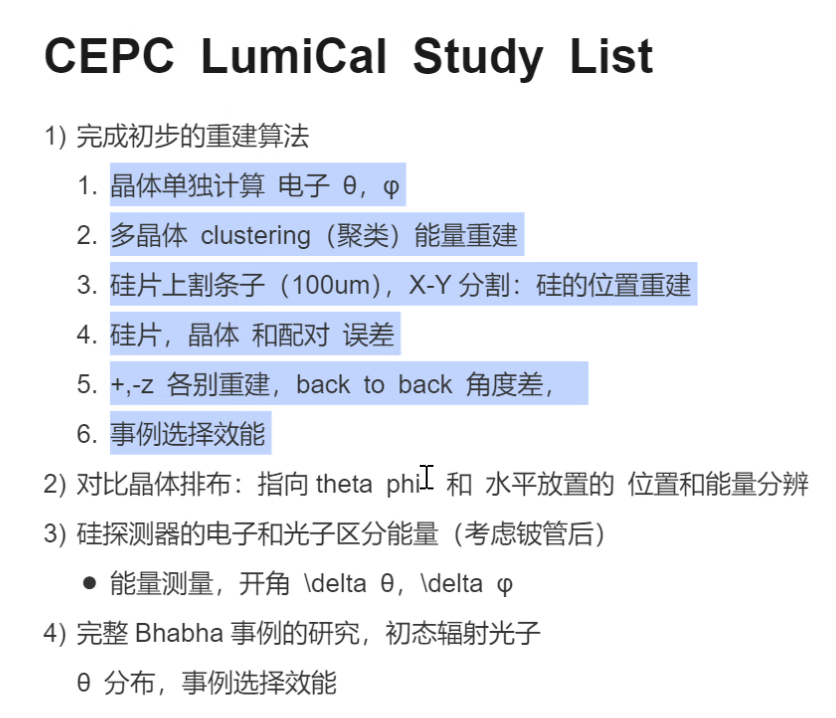 CEPC LumiCal Study List
1) 完成初步的重建算法
1. 晶体单独计算 电子 θ，φ
2. 多晶体 clustering（聚类）能量重建
3. 硅片上割条子（100um），X-Y 分割：硅的位置重建
4. 硅片，晶体 和配对 误差
5. +,-z 各别重建，back to back 角度差，
6. 事例选择效能
2) 对比晶体排布：指向 theta phi 和 水平放置的 位置和能量分辨
3) 硅探测器的电子和光子区分能量（考虑铍管后）
● 能量测量，开角 \delta θ，\delta φ
4) 完整 Bhabha 事例的研究，初态辐射光子
θ 分布，事例选择效能